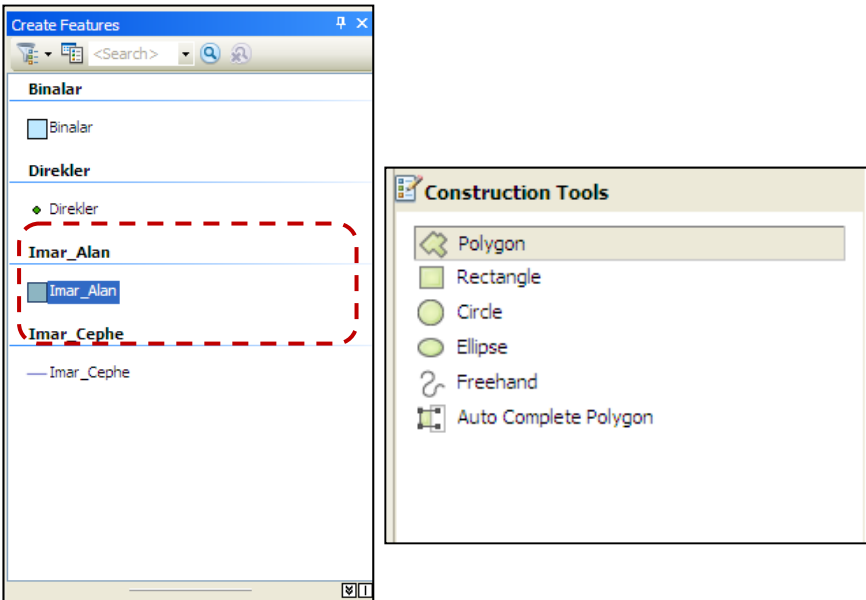 Create Features
<Search>
Binalar
Binalar
Direkler
Direkler
Imar_Alan
Imar_Alan
Imar_Cephe
Imar_Cephe
Construction Tools
Polygon
Rectangle
Circle
Ellipse
Freehand
Auto Complete Polygon